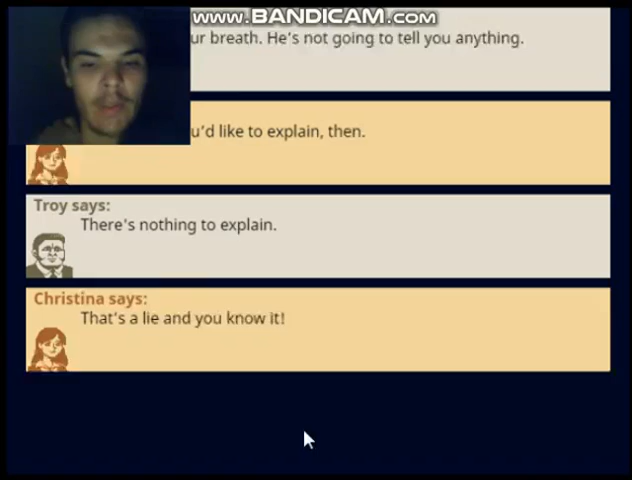 www.BANDICAM.com
ur breath. He's not going to tell you anything.
u'd like to explain, then.
Troy says:
There's nothing to explain.
Christina says:
That's a lie and you know it!